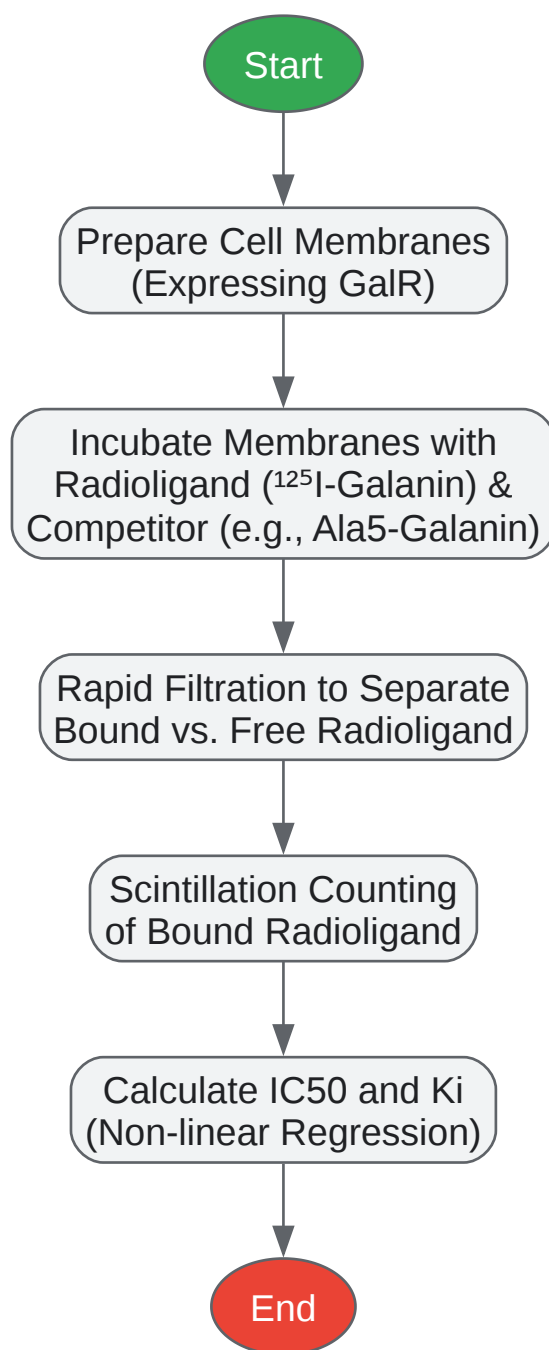 Start
Prepare Cell Membranes
(Expressing GalR)
Incubate Membranes with
Radioligand (¹²⁵I-Galanin) &
Competitor (e.g., Ala5-Galanin)
Rapid Filtration to Separate
Bound vs. Free Radioligand
Scintillation Counting
of Bound Radioligand
Calculate IC50 and Ki
(Non-linear Regression)
End